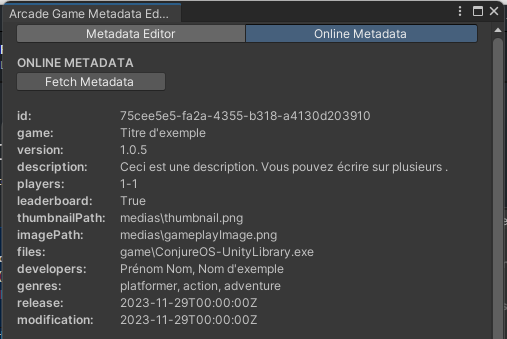 Arcade Game Metadata Ed...
Metadata Editor Online Metadata
ONLINE METADATA
Fetch Metadata
id: 75cee5e5-fa2a-4355-b318-a4130d203910
game: Titre d'exemple
version: 1.0.5
description: Ceci est une description. Vous pouvez écrire sur plusieurs .
players: 1-1
leaderboard: True
thumbnailPath: medias\thumbnail.png
imagePath: medias\gameplayImage.png
files: game\ConjureOS-UnityLibrary.exe
developers: Prénom Nom, Nom d'exemple
genres: platformer, action, adventure
release: 2023-11-29T00:00:00Z
modification: 2023-11-29T00:00:00Z